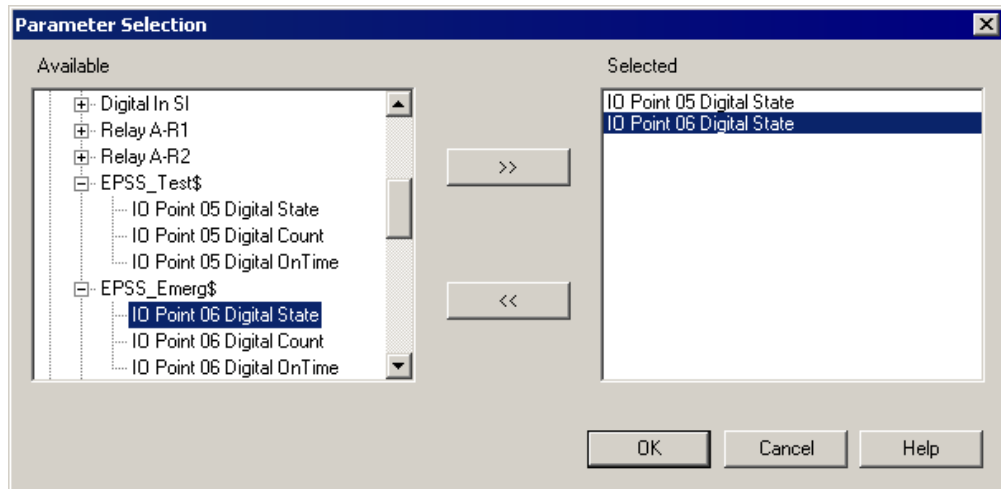 Parameter Selection
Available
Digital In SI
Relay A-R1
Relay A-R2
EPSS_Test$
IO Point 05 Digital State
IO Point 05 Digital Count
IO Point 05 Digital OnTime
EPSS_Emerg$
IO Point 06 Digital State
IO Point 06 Digital Count
IO Point 06 Digital OnTime
>>
<<
Selected
IO Point 05 Digital State
IO Point 06 Digital State
OK
Cancel
Help